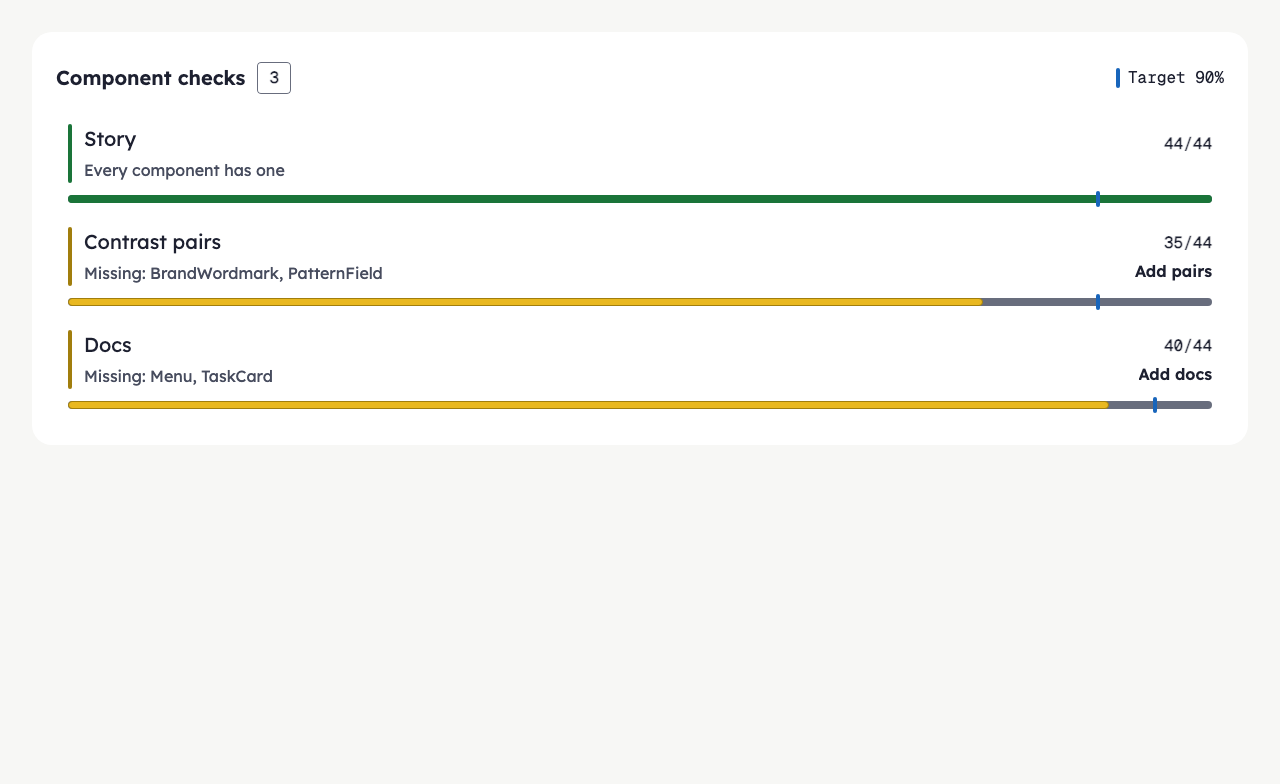 Component checks 3
Target 90%
Story
44/44
Every component has one
Contrast pairs
35/44
Missing: BrandWordmark, PatternField
Add pairs
Docs
40/44
Missing: Menu, TaskCard
Add docs